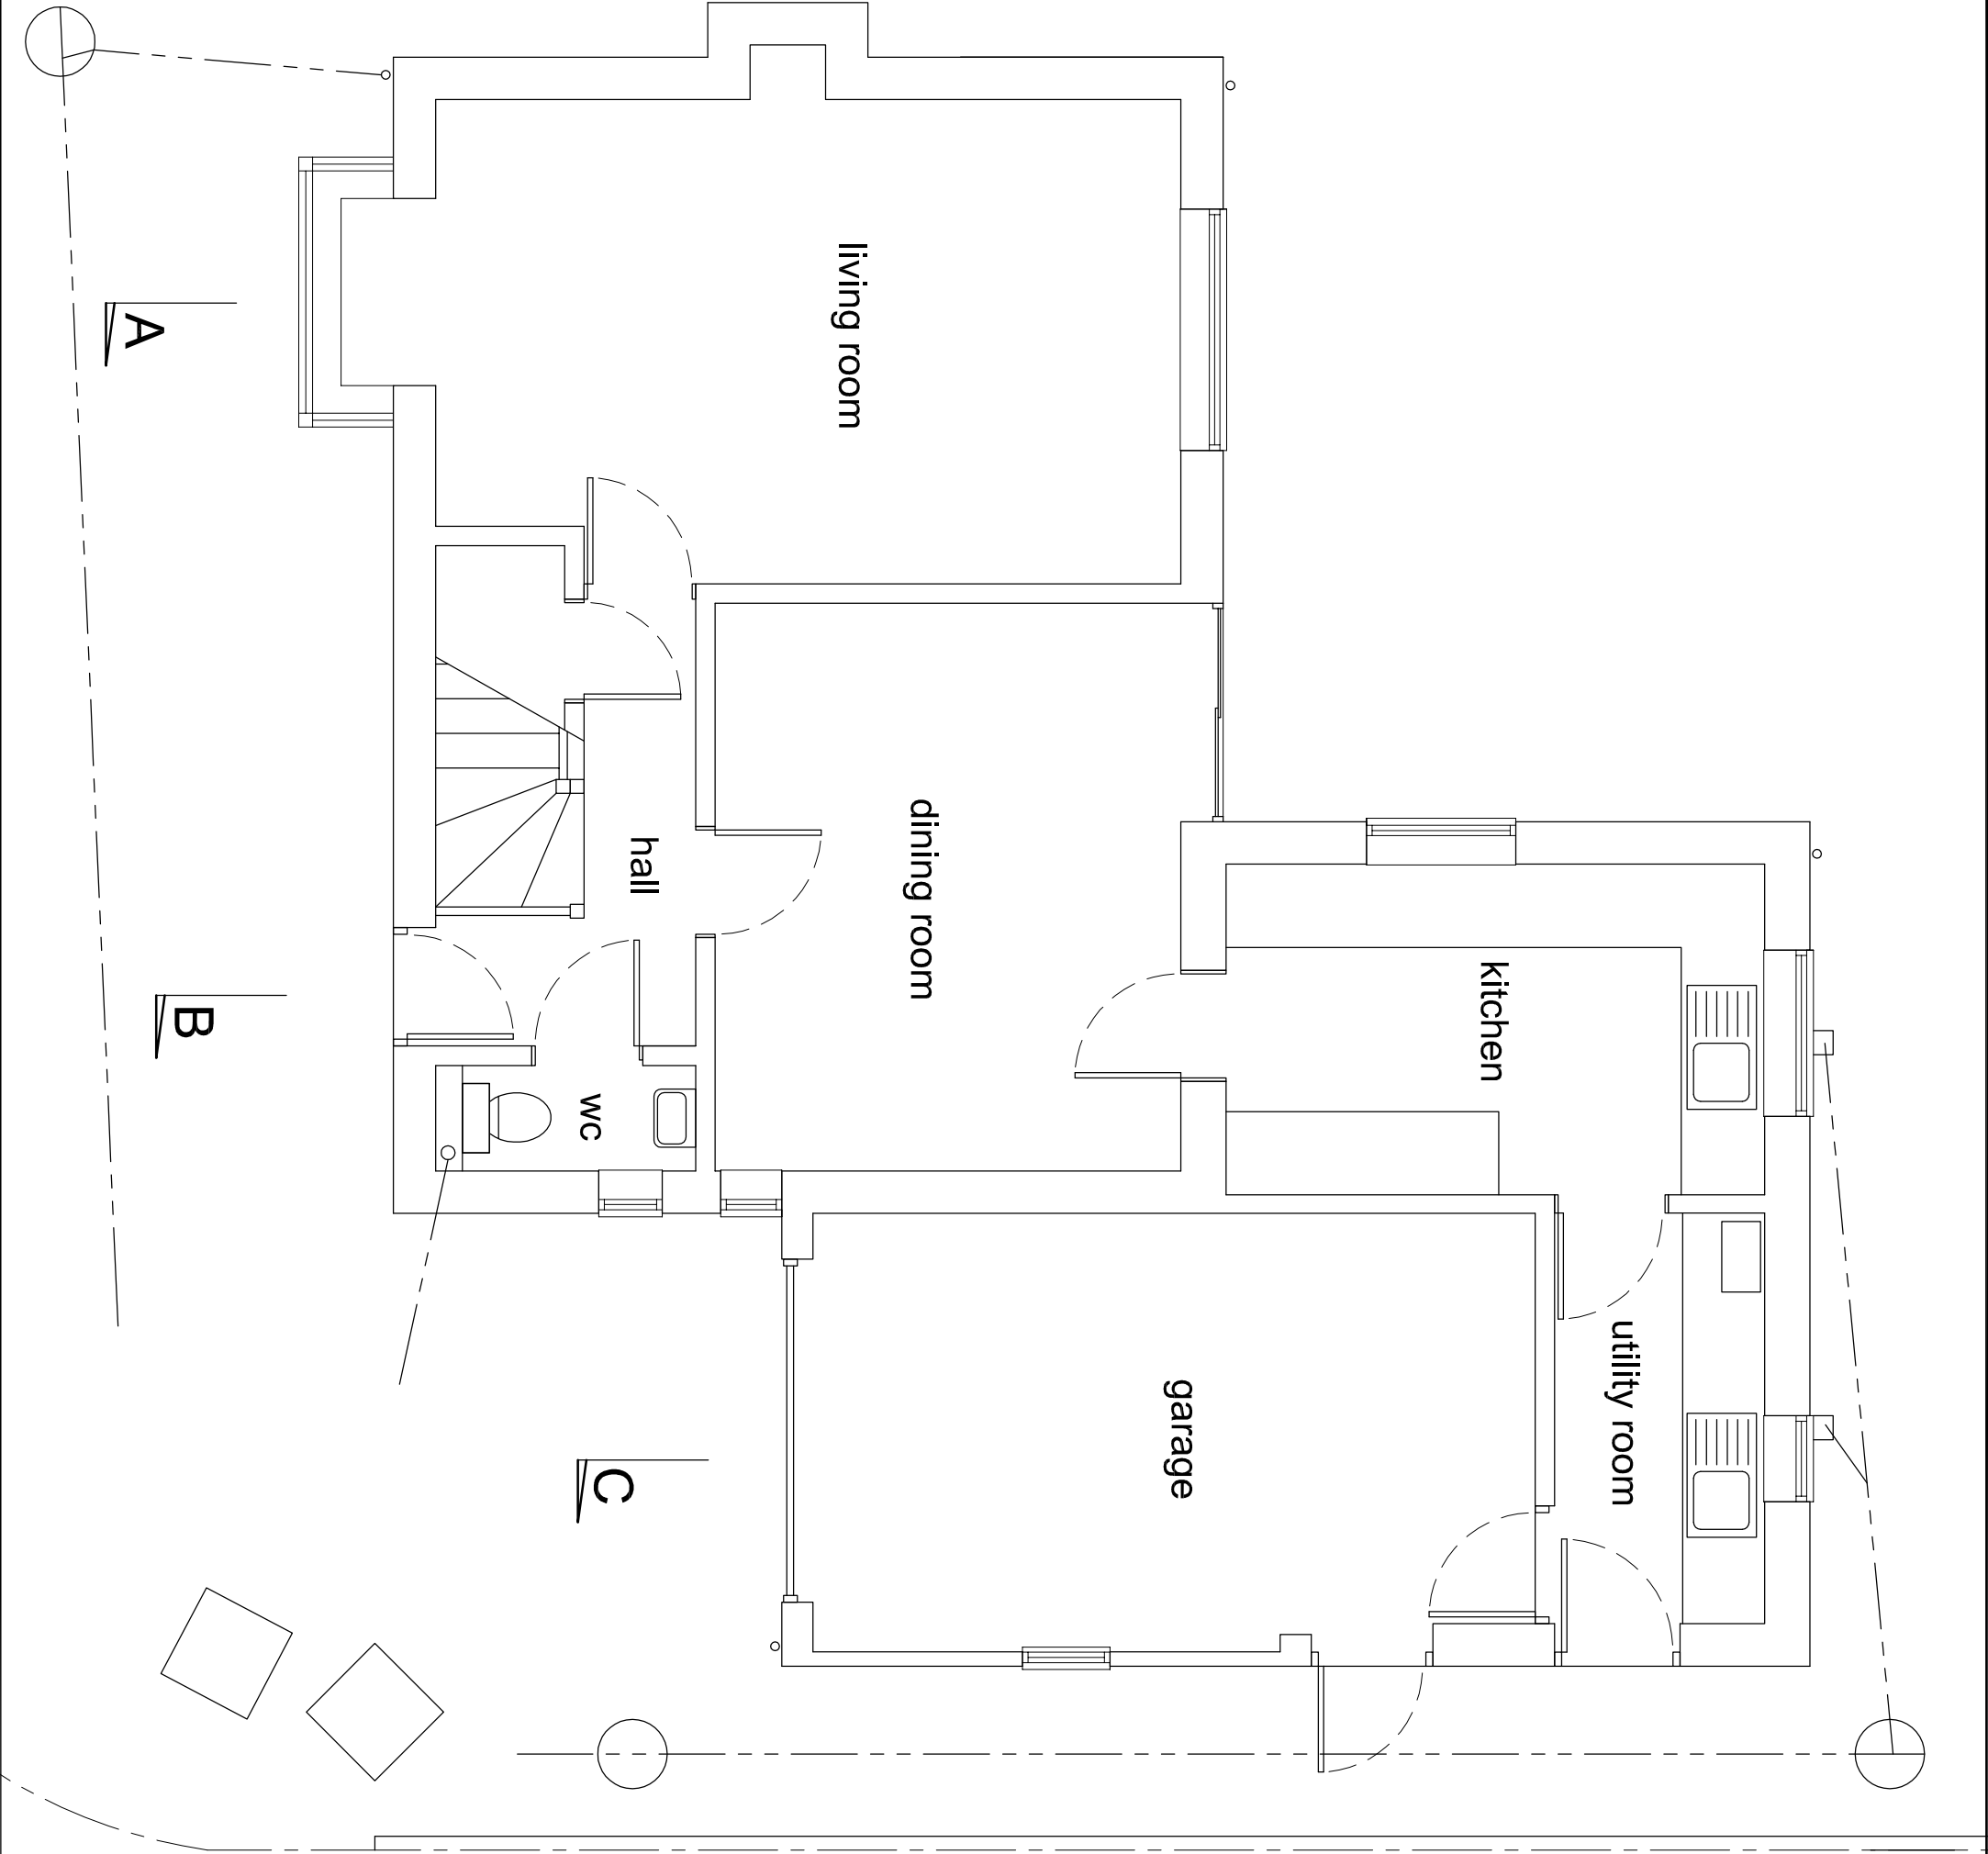 living room
A
dining room
hall
kitchen
B
wc
utility room
garage
C